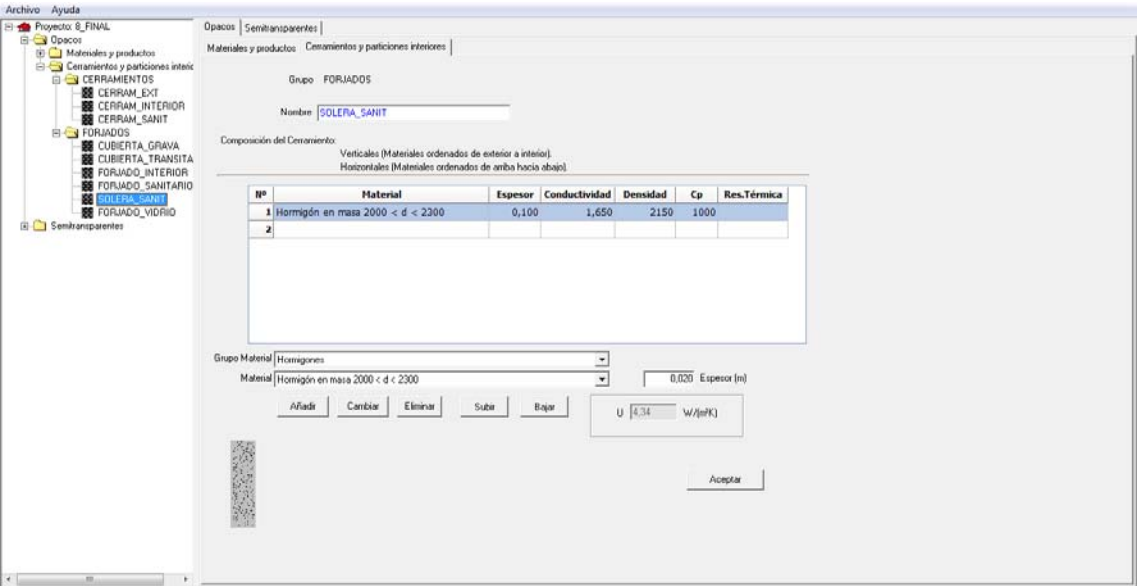 Archivo Ayuda
Proyecto: 8_FINAL
Opacos
Materiales y productos
Cerramientos y particiones interic
CERRAMIENTOS
CERRAM_EXT
CERRAM_INTERIOR
CERRAM_SANIT
FORJADOS
CUBIERTA_GRAVA
CUBIERTA_TRANSITA
FORJADO_INTERIOR
FORJADO_SANITARIO
SOLERA_SANIT
FORJADO_VIDRIO
Semitransparentes
Opacos Semitransparentes
Materiales y productos Cerramientos y particiones interiores
Grupo FORJADOS
Nombre SOLERA_SANIT
Composición del Cerramiento:
Verticales (Materiales ordenados de exterior a interior).
Horizontales (Materiales ordenados de arriba hacia abajo).
Nº Material Espesor Conductividad Densidad Cp Res.Térmica
1 Hormigón en masa 2000 < d < 2300 0,100 1,650 2150 1000
2
Grupo Material Hormigones
Material Hormigón en masa 2000 < d < 2300 0,020 Espesor (m)
Añadir Cambiar Eliminar Subir Bajar
U 4,34 W/(m²K)
Aceptar